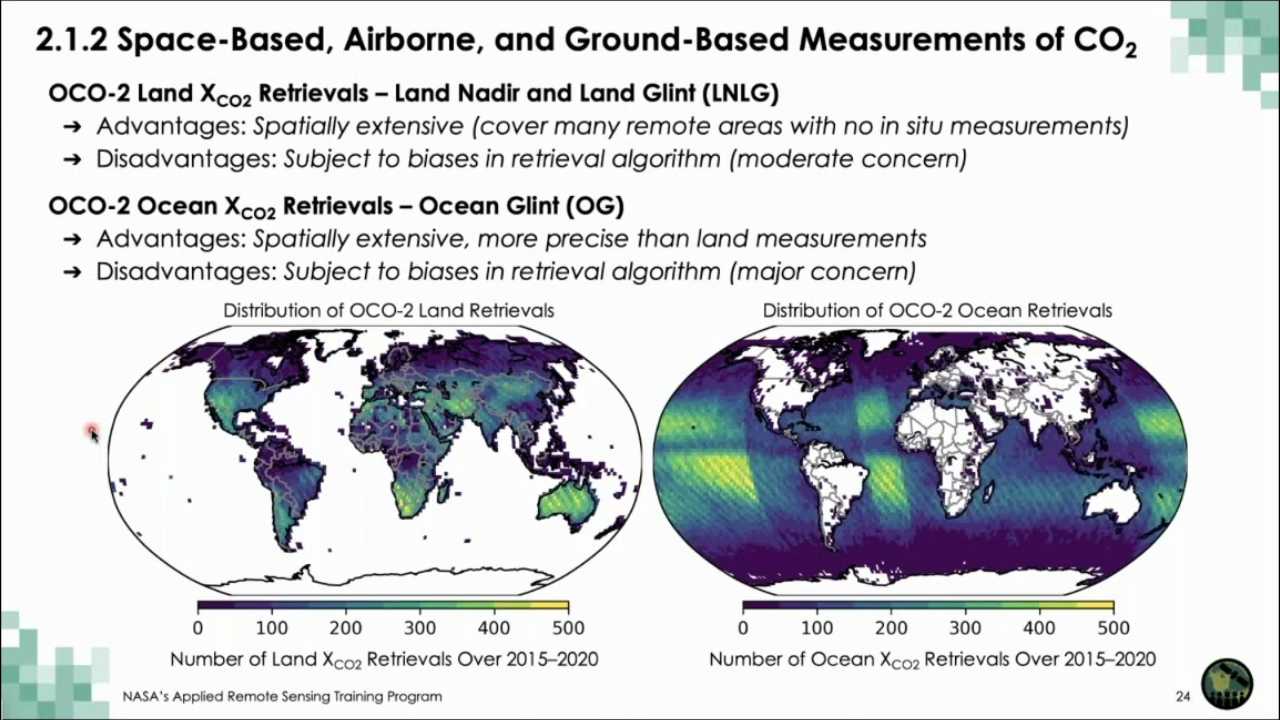 2.1.2 Space-Based, Airborne, and Ground-Based Measurements of CO₂
OCO-2 Land X_CO2 Retrievals – Land Nadir and Land Glint (LNLG)
→ Advantages: Spatially extensive (cover many remote areas with no in situ measurements)
→ Disadvantages: Subject to biases in retrieval algorithm (moderate concern)
OCO-2 Ocean X_CO2 Retrievals – Ocean Glint (OG)
→ Advantages: Spatially extensive, more precise than land measurements
→ Disadvantages: Subject to biases in retrieval algorithm (major concern)
Distribution of OCO-2 Land Retrievals
0 100 200 300 400 500
Number of Land X_CO2 Retrievals Over 2015–2020
Distribution of OCO-2 Ocean Retrievals
0 100 200 300 400 500
Number of Ocean X_CO2 Retrievals Over 2015–2020
NASA's Applied Remote Sensing Training Program
24